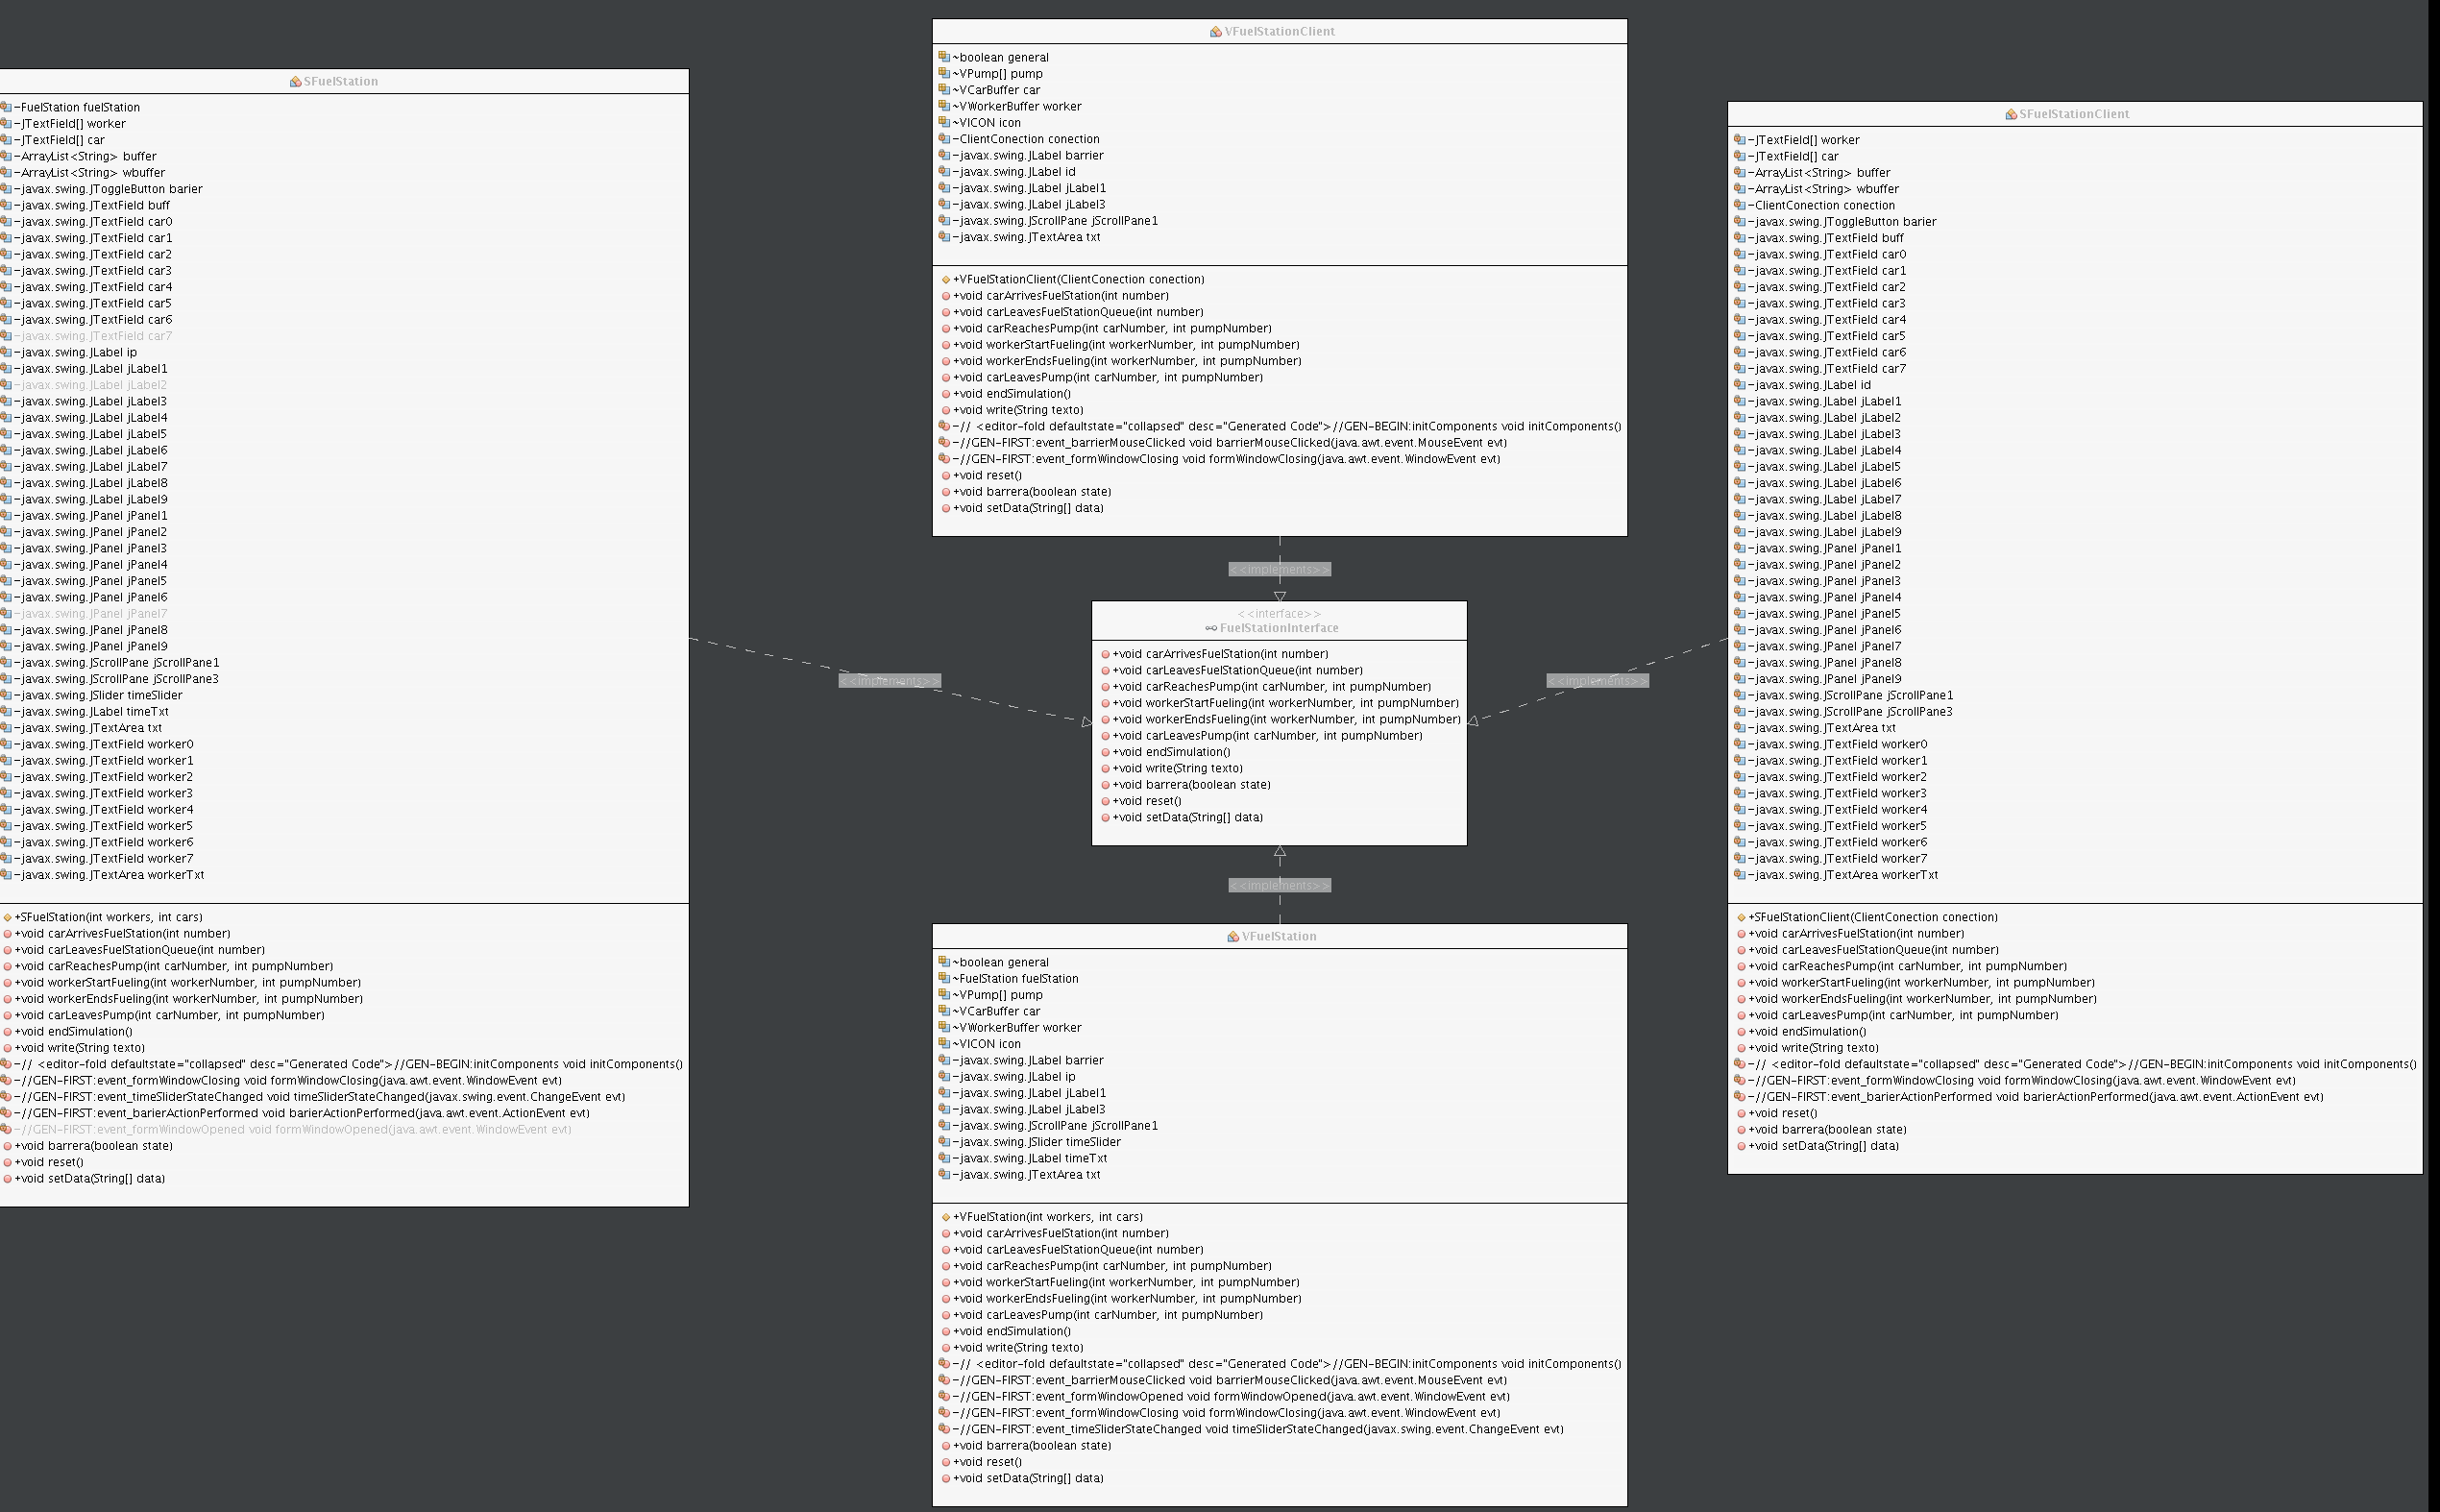 SFuelStation
-FuelStation fuelStation
-JTextField[] worker
-JTextField[] car
-ArrayList<String> buffer
-ArrayList<String> wbuffer
-javax.swing.JToggleButton barier
-javax.swing.JTextField buff
-javax.swing.JTextField car0
-javax.swing.JTextField car1
-javax.swing.JTextField car2
-javax.swing.JTextField car3
-javax.swing.JTextField car4
-javax.swing.JTextField car5
-javax.swing.JTextField car6
-javax.swing.JTextField car7
-javax.swing.JLabel ip
-javax.swing.JLabel jLabel1
-javax.swing.JLabel jLabel2
-javax.swing.JLabel jLabel3
-javax.swing.JLabel jLabel4
-javax.swing.JLabel jLabel5
-javax.swing.JLabel jLabel6
-javax.swing.JLabel jLabel7
-javax.swing.JLabel jLabel8
-javax.swing.JLabel jLabel9
-javax.swing.JPanel jPanel1
-javax.swing.JPanel jPanel2
-javax.swing.JPanel jPanel3
-javax.swing.JPanel jPanel4
-javax.swing.JPanel jPanel5
-javax.swing.JPanel jPanel6
-javax.swing.JPanel jPanel7
-javax.swing.JPanel jPanel8
-javax.swing.JPanel jPanel9
-javax.swing.JScrollPane jScrollPane1
-javax.swing.JScrollPane jScrollPane3
-javax.swing.JSlider timeSlider
-javax.swing.JLabel timeTxt
-javax.swing.JTextArea txt
-javax.swing.JTextField worker0
-javax.swing.JTextField worker1
-javax.swing.JTextField worker2
-javax.swing.JTextField worker3
-javax.swing.JTextField worker4
-javax.swing.JTextField worker5
-javax.swing.JTextField worker6
-javax.swing.JTextField worker7
-javax.swing.JTextArea workerTxt
+SFuelStation(int workers, int cars)
+void carArrivesFuelStation(int number)
+void carLeavesFuelStationQueue(int number)
+void carReachesPump(int carNumber, int pumpNumber)
+void workerStartFueling(int workerNumber, int pumpNumber)
+void workerEndsFueling(int workerNumber, int pumpNumber)
+void carLeavesPump(int carNumber, int pumpNumber)
+void endSimulation()
+void write(String texto)
-// <editor-fold defaultstate="collapsed" desc="Generated Code">//GEN-BEGIN:initComponents void initComponents()
-//GEN-FIRST:event_formWindowClosing void formWindowClosing(java.awt.event.WindowEvent evt)
-//GEN-FIRST:event_timeSliderStateChanged void timeSliderStateChanged(javax.swing.event.ChangeEvent evt)
-//GEN-FIRST:event_barierActionPerformed void barierActionPerformed(java.awt.event.ActionEvent evt)
-//GEN-FIRST:event_formWindowOpened void formWindowOpened(java.awt.event.WindowEvent evt)
+void barrera(boolean state)
+void reset()
+void setData(String[] data)
VFuelStationClient
~boolean general
~VPump[] pump
~VCarBuffer car
~VWorkerBuffer worker
~VICON icon
-ClientConection conection
-javax.swing.JLabel barrier
-javax.swing.JLabel id
-javax.swing.JLabel jLabel1
-javax.swing.JLabel jLabel3
-javax.swing.JScrollPane jScrollPane1
-javax.swing.JTextArea txt
+VFuelStationClient(ClientConection conection)
+void carArrivesFuelStation(int number)
+void carLeavesFuelStationQueue(int number)
+void carReachesPump(int carNumber, int pumpNumber)
+void workerStartFueling(int workerNumber, int pumpNumber)
+void workerEndsFueling(int workerNumber, int pumpNumber)
+void carLeavesPump(int carNumber, int pumpNumber)
+void endSimulation()
+void write(String texto)
-// <editor-fold defaultstate="collapsed" desc="Generated Code">//GEN-BEGIN:initComponents void initComponents()
-//GEN-FIRST:event_barrierMouseClicked void barrierMouseClicked(java.awt.event.MouseEvent evt)
-//GEN-FIRST:event_formWindowClosing void formWindowClosing(java.awt.event.WindowEvent evt)
+void reset()
+void barrera(boolean state)
+void setData(String[] data)
<<implements>>
<<interface>>
FuelStationInterface
+void carArrivesFuelStation(int number)
+void carLeavesFuelStationQueue(int number)
+void carReachesPump(int carNumber, int pumpNumber)
+void workerStartFueling(int workerNumber, int pumpNumber)
+void workerEndsFueling(int workerNumber, int pumpNumber)
+void carLeavesPump(int carNumber, int pumpNumber)
+void endSimulation()
+void write(String texto)
+void barrera(boolean state)
+void reset()
+void setData(String[] data)
<<implements>>
<<implements>>
<<implements>>
VFuelStation
~boolean general
~FuelStation fuelStation
~VPump[] pump
~VCarBuffer car
~VWorkerBuffer worker
~VICON icon
-javax.swing.JLabel barrier
-javax.swing.JLabel ip
-javax.swing.JLabel jLabel1
-javax.swing.JLabel jLabel3
-javax.swing.JScrollPane jScrollPane1
-javax.swing.JSlider timeSlider
-javax.swing.JLabel timeTxt
-javax.swing.JTextArea txt
+VFuelStation(int workers, int cars)
+void carArrivesFuelStation(int number)
+void carLeavesFuelStationQueue(int number)
+void carReachesPump(int carNumber, int pumpNumber)
+void workerStartFueling(int workerNumber, int pumpNumber)
+void workerEndsFueling(int workerNumber, int pumpNumber)
+void carLeavesPump(int carNumber, int pumpNumber)
+void endSimulation()
+void write(String texto)
-// <editor-fold defaultstate="collapsed" desc="Generated Code">//GEN-BEGIN:initComponents void initComponents()
-//GEN-FIRST:event_barrierMouseClicked void barrierMouseClicked(java.awt.event.MouseEvent evt)
-//GEN-FIRST:event_formWindowOpened void formWindowOpened(java.awt.event.WindowEvent evt)
-//GEN-FIRST:event_formWindowClosing void formWindowClosing(java.awt.event.WindowEvent evt)
-//GEN-FIRST:event_timeSliderStateChanged void timeSliderStateChanged(javax.swing.event.ChangeEvent evt)
+void barrera(boolean state)
+void reset()
+void setData(String[] data)
SFuelStationClient
-JTextField[] worker
-JTextField[] car
-ArrayList<String> buffer
-ArrayList<String> wbuffer
-ClientConection conection
-javax.swing.JToggleButton barier
-javax.swing.JTextField buff
-javax.swing.JTextField car0
-javax.swing.JTextField car1
-javax.swing.JTextField car2
-javax.swing.JTextField car3
-javax.swing.JTextField car4
-javax.swing.JTextField car5
-javax.swing.JTextField car6
-javax.swing.JTextField car7
-javax.swing.JLabel id
-javax.swing.JLabel jLabel1
-javax.swing.JLabel jLabel2
-javax.swing.JLabel jLabel3
-javax.swing.JLabel jLabel4
-javax.swing.JLabel jLabel5
-javax.swing.JLabel jLabel6
-javax.swing.JLabel jLabel7
-javax.swing.JLabel jLabel8
-javax.swing.JLabel jLabel9
-javax.swing.JPanel jPanel1
-javax.swing.JPanel jPanel2
-javax.swing.JPanel jPanel3
-javax.swing.JPanel jPanel4
-javax.swing.JPanel jPanel5
-javax.swing.JPanel jPanel6
-javax.swing.JPanel jPanel7
-javax.swing.JPanel jPanel8
-javax.swing.JPanel jPanel9
-javax.swing.JScrollPane jScrollPane1
-javax.swing.JScrollPane jScrollPane3
-javax.swing.JTextArea txt
-javax.swing.JTextField worker0
-javax.swing.JTextField worker1
-javax.swing.JTextField worker2
-javax.swing.JTextField worker3
-javax.swing.JTextField worker4
-javax.swing.JTextField worker5
-javax.swing.JTextField worker6
-javax.swing.JTextField worker7
-javax.swing.JTextArea workerTxt
+SFuelStationClient(ClientConection conection)
+void carArrivesFuelStation(int number)
+void carLeavesFuelStationQueue(int number)
+void carReachesPump(int carNumber, int pumpNumber)
+void workerStartFueling(int workerNumber, int pumpNumber)
+void workerEndsFueling(int workerNumber, int pumpNumber)
+void carLeavesPump(int carNumber, int pumpNumber)
+void endSimulation()
+void write(String texto)
-// <editor-fold defaultstate="collapsed" desc="Generated Code">//GEN-BEGIN:initComponents void initComponents()
-//GEN-FIRST:event_formWindowClosing void formWindowClosing(java.awt.event.WindowEvent evt)
-//GEN-FIRST:event_barierActionPerformed void barierActionPerformed(java.awt.event.ActionEvent evt)
+void reset()
+void barrera(boolean state)
+void setData(String[] data)